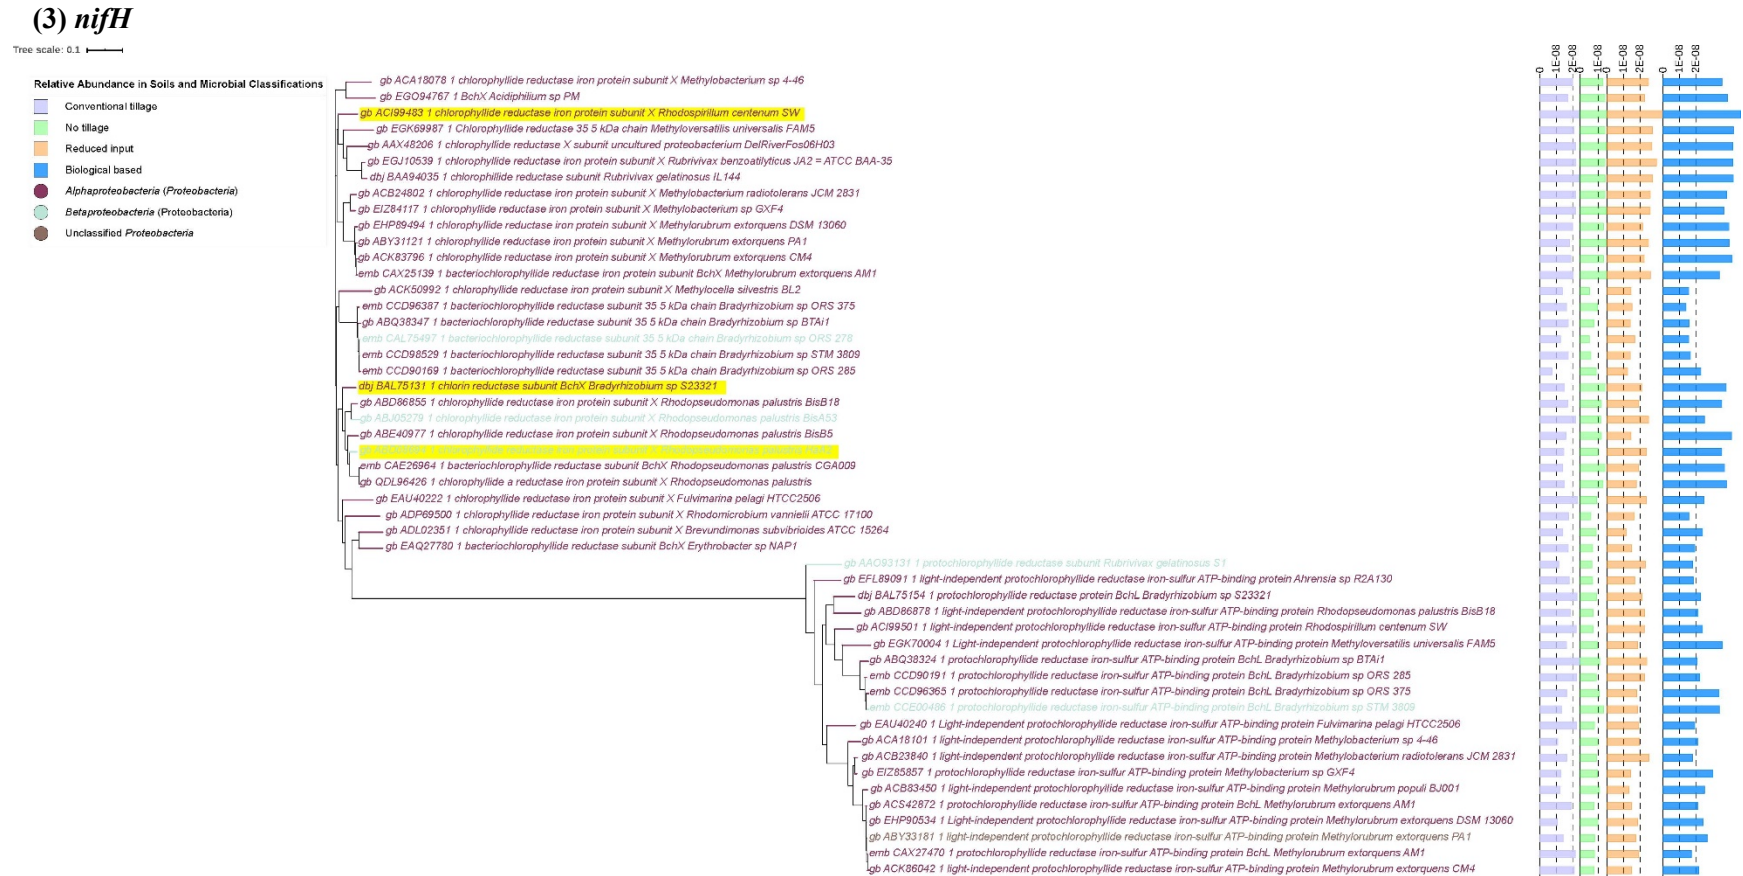 (3) nifH
Tree scale: 0.1
Relative Abundance in Soils and Microbial Classifications
Conventional tillage
No tillage
Reduced input
Biological based
Alphaproteobacteria (Proteobacteria)
Betaproteobacteria (Proteobacteria)
Unclassified Proteobacteria
0 1E-08 2E-08 0 1E-08 0 1E-08 2E-08 0 1E-08 2E-08
gb ACA18078 1 chlorophyllide reductase iron protein subunit X Methylobacterium sp 4-46
gb EGO94767 1 BchX Acidiphilium sp PM
gb ACI99483 1 chlorophyllide reductase iron protein subunit X Rhodospirillum centenum SW
gb EGK69987 1 Chlorophyllide reductase 35 5 kDa chain Methyloversatilis universalis FAM5
gb AAX48206 1 chlorophyllide reductase X subunit uncultured proteobacterium DelRiverFos06H03
gb EGJ10539 1 chlorophyllide reductase iron protein subunit X Rubrivivax benzoatilyticus JA2 = ATCC BAA-35
dbj BAA94035 1 chlorophillide reductase subunit Rubrivivax gelatinosus IL144
gb ACB24802 1 chlorophyllide reductase iron protein subunit X Methylobacterium radiotolerans JCM 2831
gb EIZ84117 1 chlorophyllide reductase iron protein subunit X Methylobacterium sp GXF4
gb EHP89494 1 chlorophyllide reductase iron protein subunit X Methylorubrum extorquens DSM 13060
gb ABY31121 1 chlorophyllide reductase iron protein subunit X Methylorubrum extorquens PA1
gb ACK83796 1 chlorophyllide reductase iron protein subunit X Methylorubrum extorquens CM4
emb CAX25139 1 bacteriochlorophyllide reductase iron protein subunit BchX Methylorubrum extorquens AM1
gb ACK50992 1 chlorophyllide reductase iron protein subunit X Methylocella silvestris BL2
emb CCD96387 1 bacteriochlorophyllide reductase subunit 35 5 kDa chain Bradyrhizobium sp ORS 375
gb ABQ38347 1 bacteriochlorophyllide reductase subunit 35 5 kDa chain Bradyrhizobium sp BTAi1
emb CAL75497 1 bacteriochlorophyllide reductase subunit 35 5 kDa chain Bradyrhizobium sp ORS 278
emb CCD98529 1 bacteriochlorophyllide reductase subunit 35 5 kDa chain Bradyrhizobium sp STM 3809
emb CCD90169 1 bacteriochlorophyllide reductase subunit 35 5 kDa chain Bradyrhizobium sp ORS 285
dbj BAL75131 1 chlorin reductase subunit BchX Bradyrhizobium sp S23321
gb ABD86855 1 chlorophyllide reductase iron protein subunit X Rhodopseudomonas palustris BisB18
gb ABJ05279 1 chlorophyllide reductase iron protein subunit X Rhodopseudomonas palustris BisA53
gb ABE40977 1 chlorophyllide reductase iron protein subunit X Rhodopseudomonas palustris BisB5
gb chlorophyllide reductase iron protein subunit X Rhodopseudomonas palustris
emb CAE26964 1 bacteriochlorophyllide reductase subunit BchX Rhodopseudomonas palustris CGA009
gb QDL96426 1 chlorophyllide a reductase iron protein subunit X Rhodopseudomonas palustris
gb EAU40222 1 chlorophyllide reductase iron protein subunit X Fulvimarina pelagi HTCC2506
gb ADP69500 1 chlorophyllide reductase iron protein subunit X Rhodomicrobium vannielii ATCC 17100
gb ADL02351 1 chlorophyllide reductase iron protein subunit X Brevundimonas subvibrioides ATCC 15264
gb EAQ27780 1 bacteriochlorophyllide reductase subunit BchX Erythrobacter sp NAP1
gb AAO93131 1 protochlorophyllide reductase subunit Rubrivivax gelatinosus S1
gb EFL89091 1 light-independent protochlorophyllide reductase iron-sulfur ATP-binding protein Ahrensia sp R2A130
dbj BAL75154 1 protochlorophyllide reductase protein BchL Bradyrhizobium sp S23321
gb ABD86878 1 light-independent protochlorophyllide reductase iron-sulfur ATP-binding protein Rhodopseudomonas palustris BisB18
gb ACI99501 1 light-independent protochlorophyllide reductase iron-sulfur ATP-binding protein Rhodospirillum centenum SW
gb EGK70004 1 Light-independent protochlorophyllide reductase iron-sulfur ATP-binding protein Methyloversatilis universalis FAM5
gb ABQ38324 1 protochlorophyllide reductase iron-sulfur ATP-binding protein BchL Bradyrhizobium sp BTAi1
emb CCD90191 1 protochlorophyllide reductase iron-sulfur ATP-binding protein BchL Bradyrhizobium sp ORS 285
emb CCD96365 1 protochlorophyllide reductase iron-sulfur ATP-binding protein BchL Bradyrhizobium sp ORS 375
emb CCE00486 1 protochlorophyllide reductase iron-sulfur ATP-binding protein BchL Bradyrhizobium sp STM 3809
gb EAU40240 1 Light-independent protochlorophyllide reductase iron-sulfur ATP-binding protein Fulvimarina pelagi HTCC2506
gb ACA18101 1 light-independent protochlorophyllide reductase iron-sulfur ATP-binding protein Methylobacterium sp 4-46
gb ACB23840 1 light-independent protochlorophyllide reductase iron-sulfur ATP-binding protein Methylobacterium radiotolerans JCM 2831
gb EIZ85857 1 protochlorophyllide reductase iron-sulfur ATP-binding protein Methylobacterium sp GXF4
gb ACB83450 1 light-independent protochlorophyllide reductase iron-sulfur ATP-binding protein Methylorubrum populi BJ001
gb ACS42872 1 protochlorophyllide reductase iron-sulfur ATP-binding protein BchL Methylorubrum extorquens AM1
gb EHP90534 1 Light-independent protochlorophyllide reductase iron-sulfur ATP-binding protein Methylorubrum extorquens DSM 13060
gb ABY33181 1 light-independent protochlorophyllide reductase iron-sulfur ATP-binding protein Methylorubrum extorquens PA1
emb CAX27470 1 protochlorophyllide reductase iron-sulfur ATP-binding protein BchL Methylorubrum extorquens AM1
gb ACK86042 1 light-independent protochlorophyllide reductase iron-sulfur ATP-binding protein Methylorubrum extorquens CM4